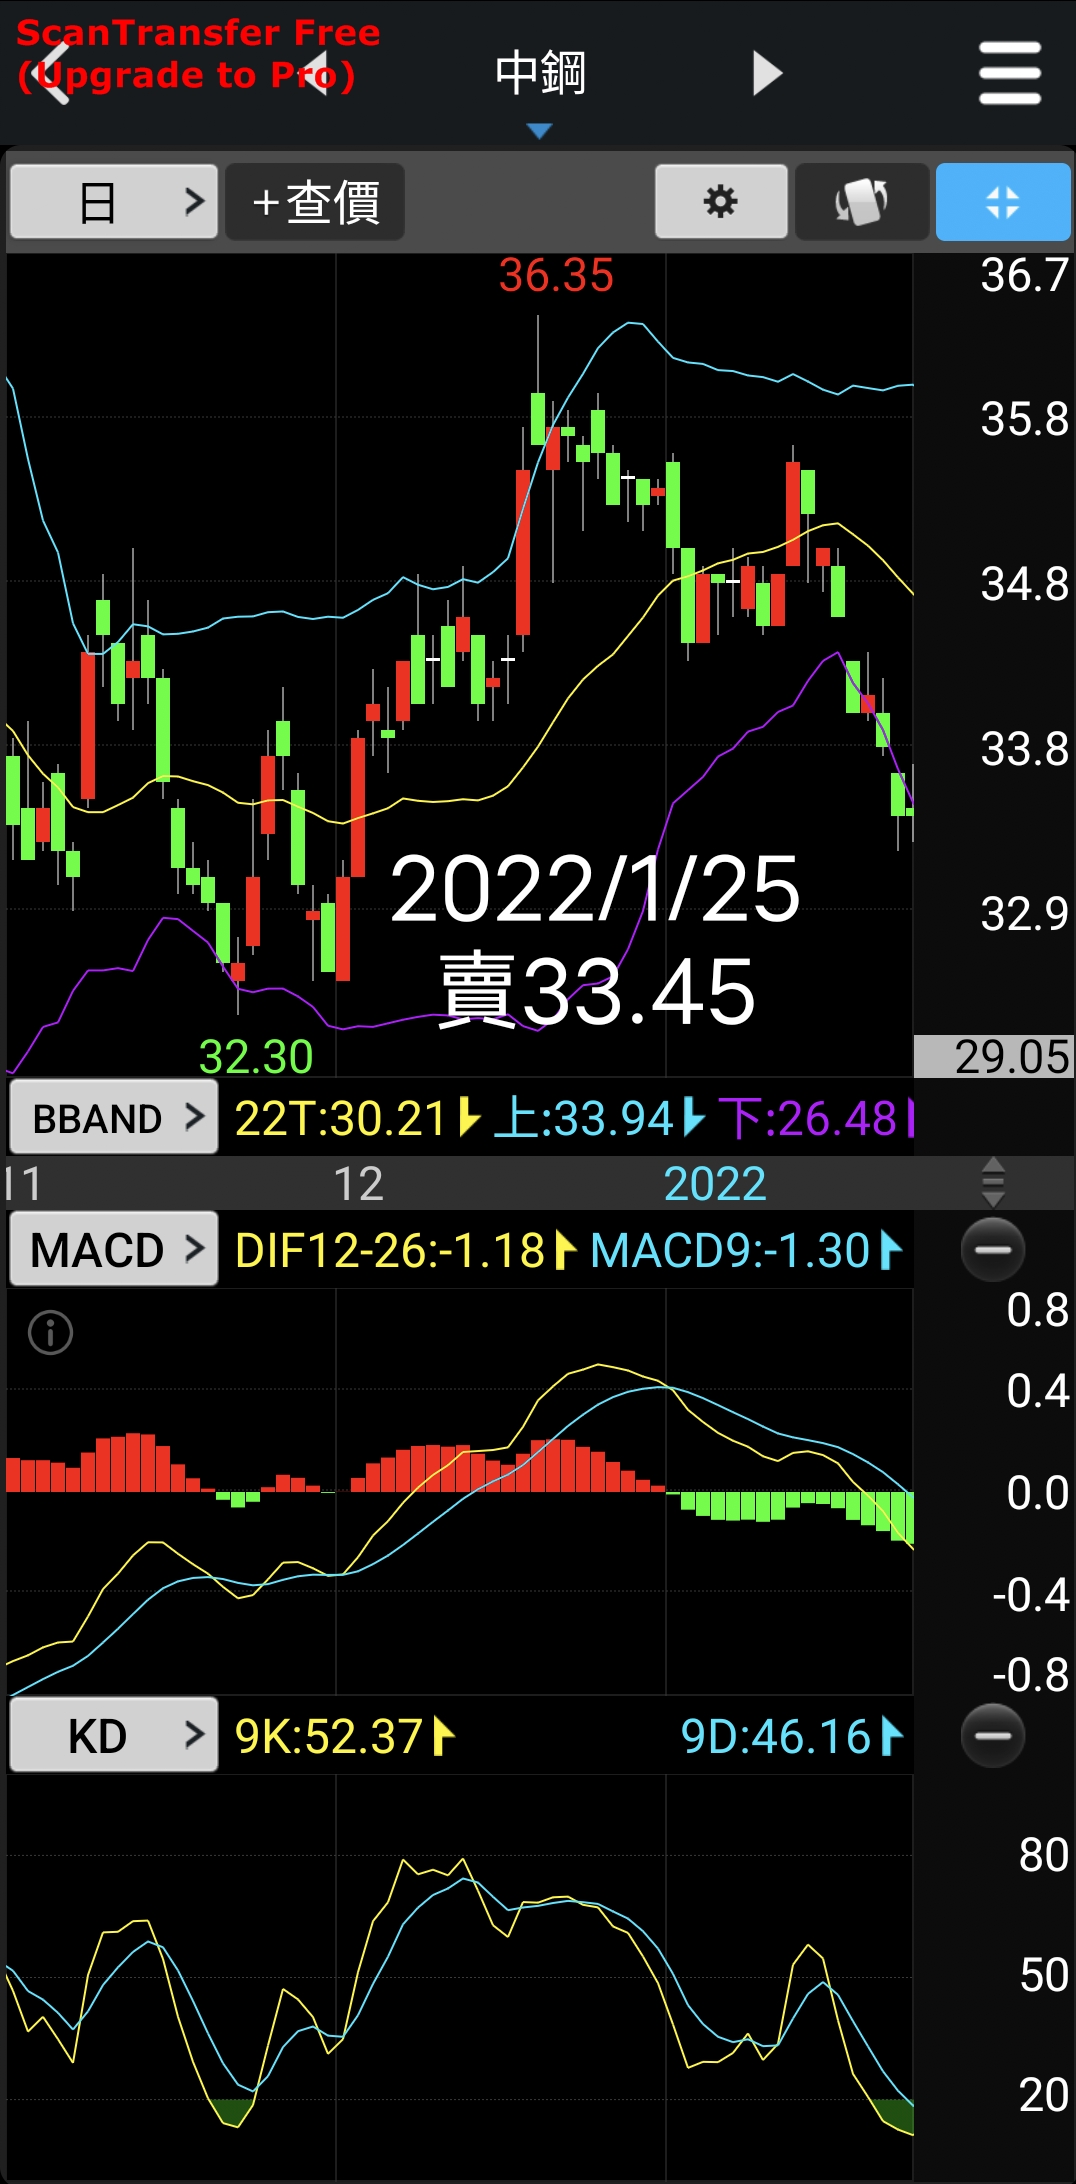 ScanTransfer Free
(Upgrade to Pro)
中鋼
日
+查價
36.35
36.7
35.8
34.8
33.8
32.9
2022/1/25
賣33.45
32.30
29.05
BBAND
22T:30.21
上:33.94
下:26.48
11
12
2022
MACD
DIF12-26:-1.18
MACD9:-1.30
0.8
0.4
0.0
-0.4
-0.8
KD
9K:52.37
9D:46.16
80
50
20